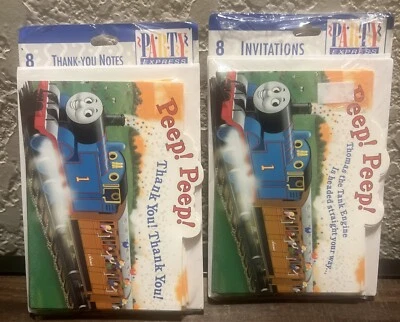 8 THANK-YOU NOTES
PARTY
EXPRESS
Peep! Peep!
Thank You! Thank You!
1
8 INVITATIONS
PARTY
EXPRESS
Peep! Peep!
Thomas the Tank Engine
Is headed straight your way...
1